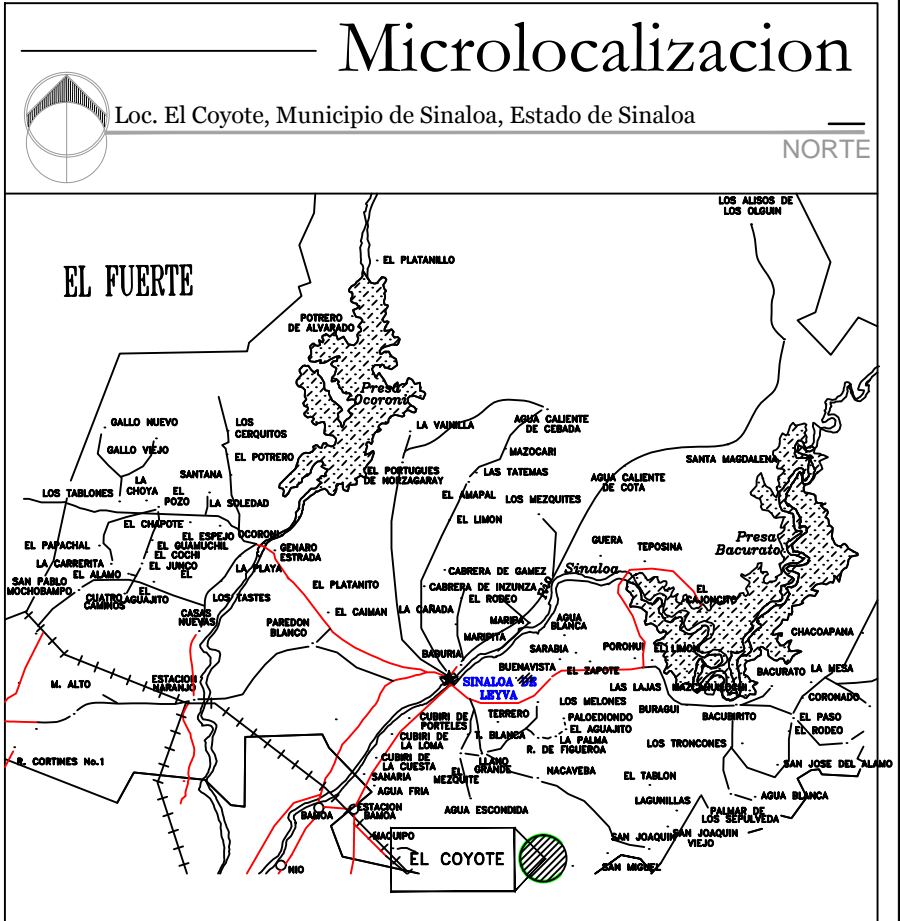 Microlocalizacion
Loc. El Coyote, Municipio de Sinaloa, Estado de Sinaloa
NORTE
LOS ALISOS DE
LOS OLGUIN
EL PLATANILLO
EL FUERTE
POTRERO
DE ALVARADO
Presa
Ocoroni
GALLO NUEVO
LOS
CERQUITOS
LA VAINILLA
AGUA CALIENTE
DE CEBADA
GALLO VIEJO
EL POTRERO
MAZOCARI
SANTA MAGDALENA
SANTANA
EL PORTUGUES
DE NORZAGARAY
LAS TATEMAS
AGUA CALIENTE
DE COTA
LA
CHOYA
EL
POZO
LOS TABLONES
LA SOLEDAD
EL AMAPAL
LOS MEZQUITES
EL CHAPOTE
EL LIMON
EL ESPEJO
OCORONI
EL PAPACHAL
EL GUAMUCHIL
GENARO
ESTRADA
GUERA
TEPOSINA
Presa
Bacurato
EL COCHI
LA CARRERITA
EL JUNCO
LA PLAYA
CABRERA DE GAMEZ
Sinaloa
EL ALAMO
EL
SAN PABLO
MOCHOBAMPO
EL PLATANITO
CABRERA DE INZUNZA
RIO
EL
CAJONCITO
CUATRO
CAMINOS
EL
AGUAJITO
LOS TASTES
EL RODEO
CASAS
NUEVAS
EL CAIMAN
LA CAÑADA
MARIPA
AGUA
BLANCA
PAREDON
BLANCO
MARIPITA
CHACOAPANA
BABURIA
SARABIA
POROHUI
EL LIMON
BUENAVISTA
EL ZAPOTE
BACURATO
LA MESA
M. ALTO
ESTACION
NARANJO
SINALOA DE
LEYVA
LAS LAJAS
CORONADO
LOS MELONES
BURAGUI
CUBIRI DE
PORTELES
TERRERO
PALOEDIONDO
BACUBIRITO
EL PASO
EL AGUAJITO
EL RODEO
CUBIRI DE
LA LOMA
T. BLANCA
LA PALMA
R. DE FIGUEROA
LOS TRONCONES
R. CORTINES No.1
CUBIRI DE
LA CUESTA
LLANO
GRANDE
SAN JOSE DEL ALAMO
SANARIA
EL
MEZQUITE
NACAVEBA
EL TABLON
AGUA FRIA
AGUA BLANCA
LAGUNILLAS
BAMOA
ESTACION
BAMOA
AGUA ESCONDIDA
PALMAR DE
LOS SEPULVEDA
MAQUIPO
SAN JOAQUIN
SAN JOAQUIN
VIEJO
EL COYOTE
NIO
SAN MIGUEL